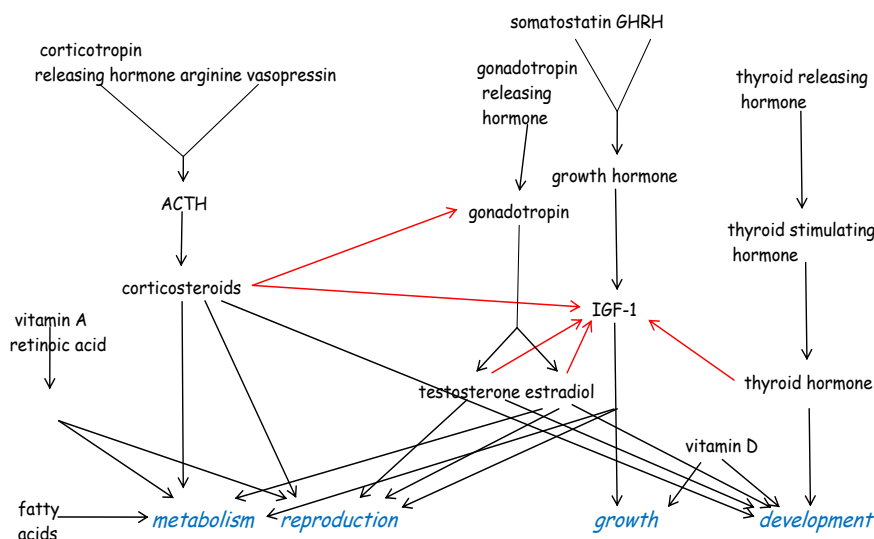 somatostatin GHRH
corticotropin
releasing hormone arginine vasopressin
gonadotropin
releasing
hormone
thyroid releasing
hormone
growth hormone
ACTH
gonadotropin
thyroid stimulating
hormone
corticosteroids
IGF-1
vitamin A
retinoic acid
testosterone estradiol
thyroid hormone
vitamin D
fatty
acids
metabolism
reproduction
growth
development